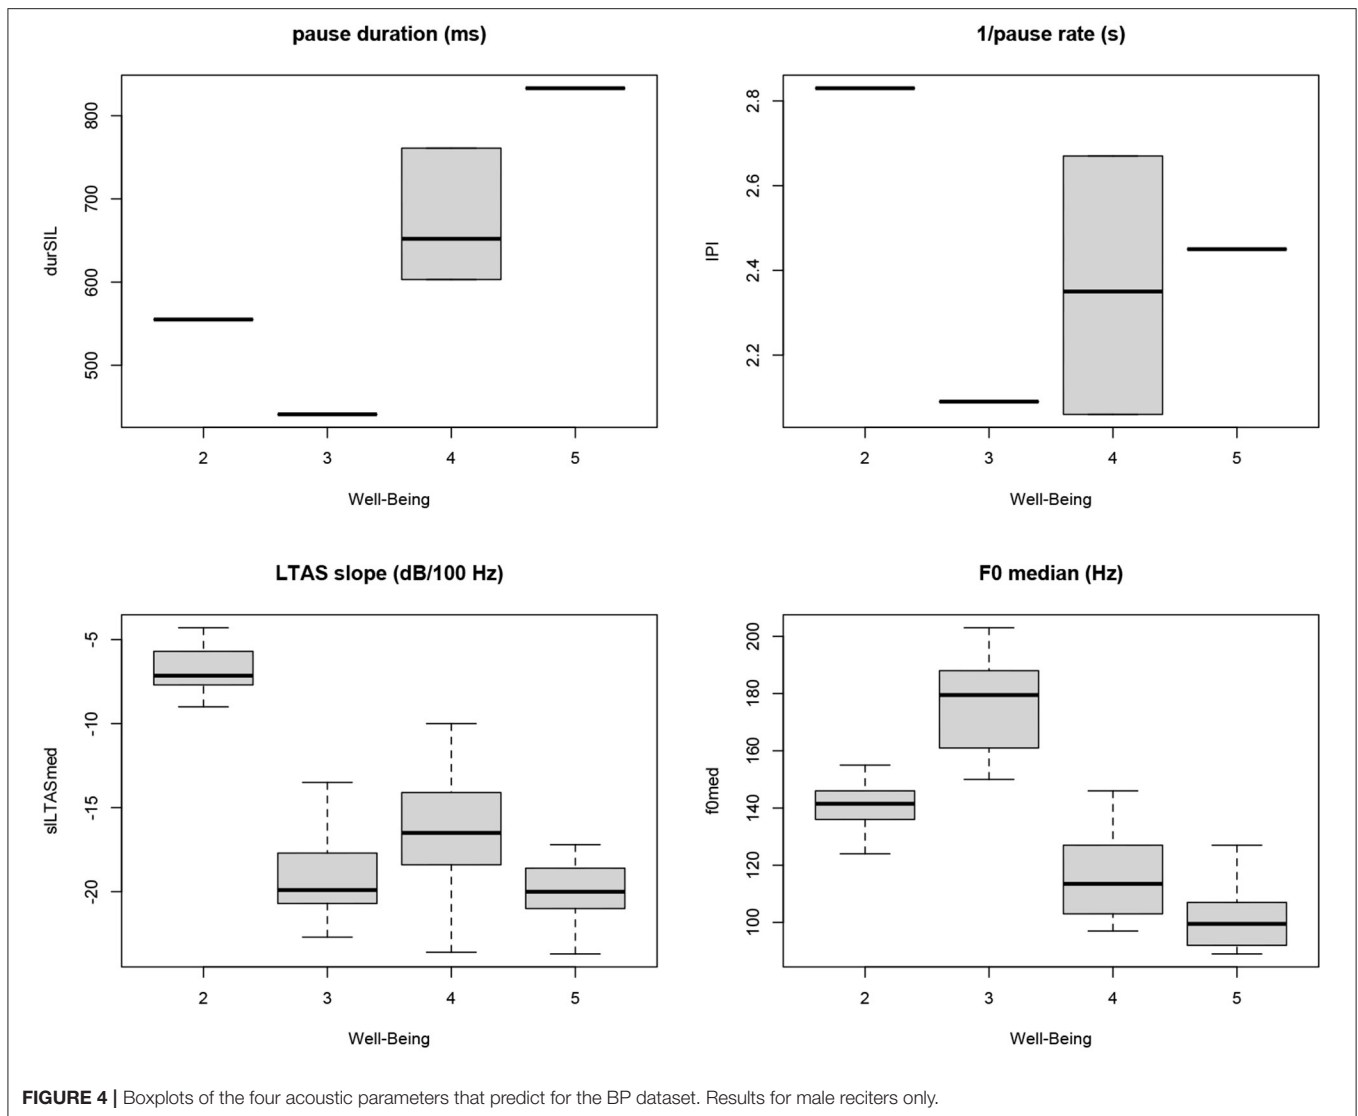 pause duration (ms)
durSIL
800
700
600
500
2 3 4 5
Well-Being
1/pause rate (s)
IPI
2.8
2.6
2.4
2.2
2 3 4 5
Well-Being
LTAS slope (dB/100 Hz)
slLTASmed
-5
-10
-15
-20
2 3 4 5
Well-Being
F0 median (Hz)
f0med
200
180
160
140
120
100
2 3 4 5
Well-Being
FIGURE 4 | Boxplots of the four acoustic parameters that predict for the BP dataset. Results for male reciters only.